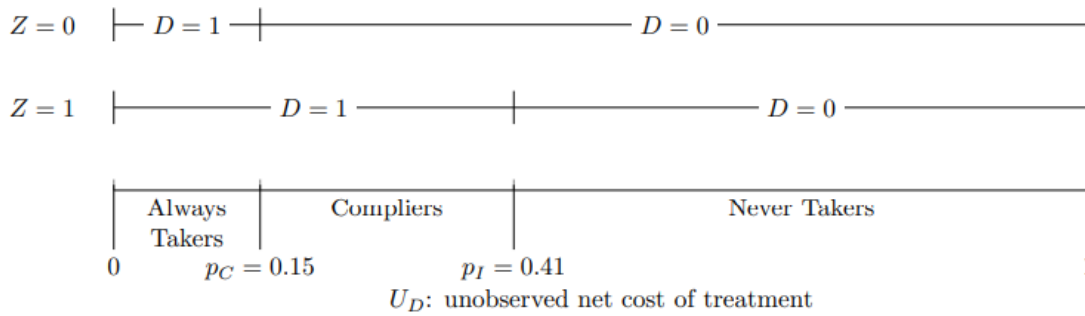 Z = 0 D = 1 D = 0
Z = 1 D = 1 D = 0
Always Takers Compliers Never Takers
0 p_C = 0.15 p_I = 0.41
U_D: unobserved net cost of treatment